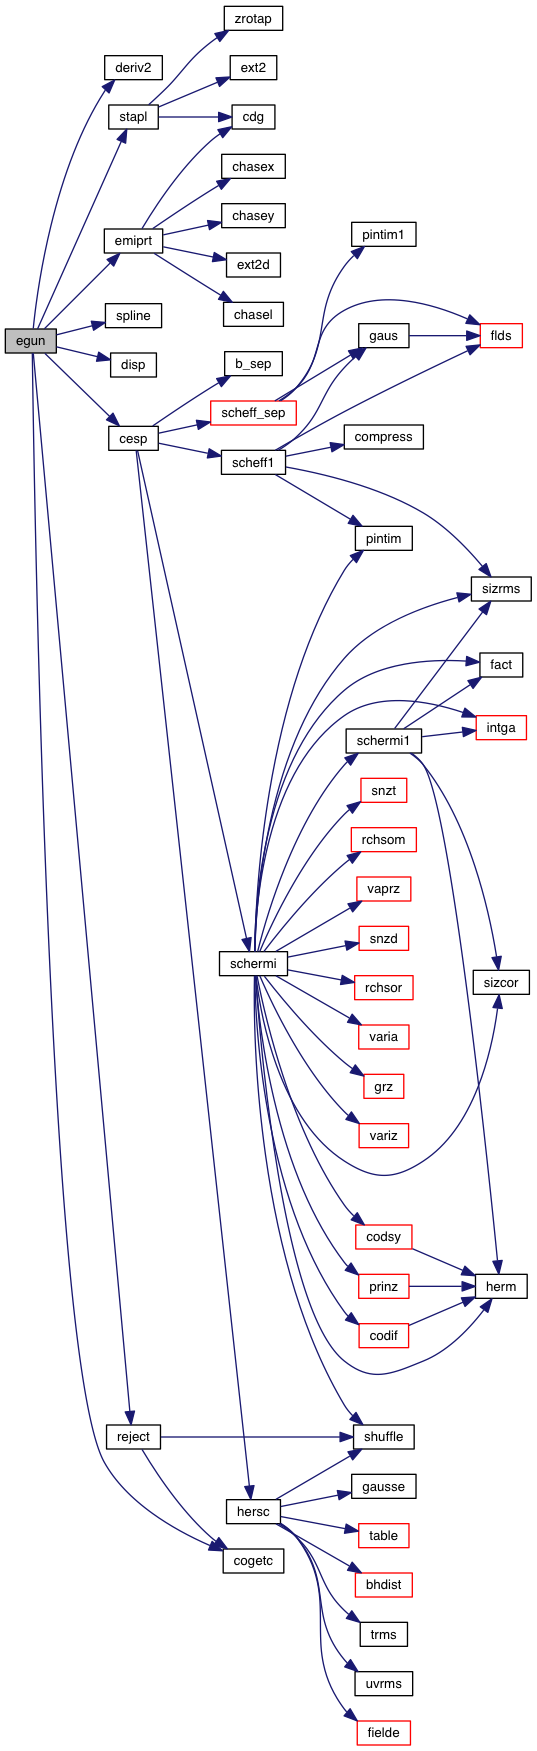 zrotap
deriv2
ext2
stapl
cdg
chasex
chasey
pintim1
emiprt
ext2d
spline
chasel
egun
gaus
flds
disp
b_sep
scheff_sep
cesp
compress
scheff1
pintim
sizrms
fact
intga
schermi1
snzt
rchsom
vaprz
snzd
schermi
sizcor
rchsor
varia
grz
variz
codsy
prinz
herm
codif
reject
shuffle
gausse
hersc
table
cogetc
bhdist
trms
uvrms
fielde